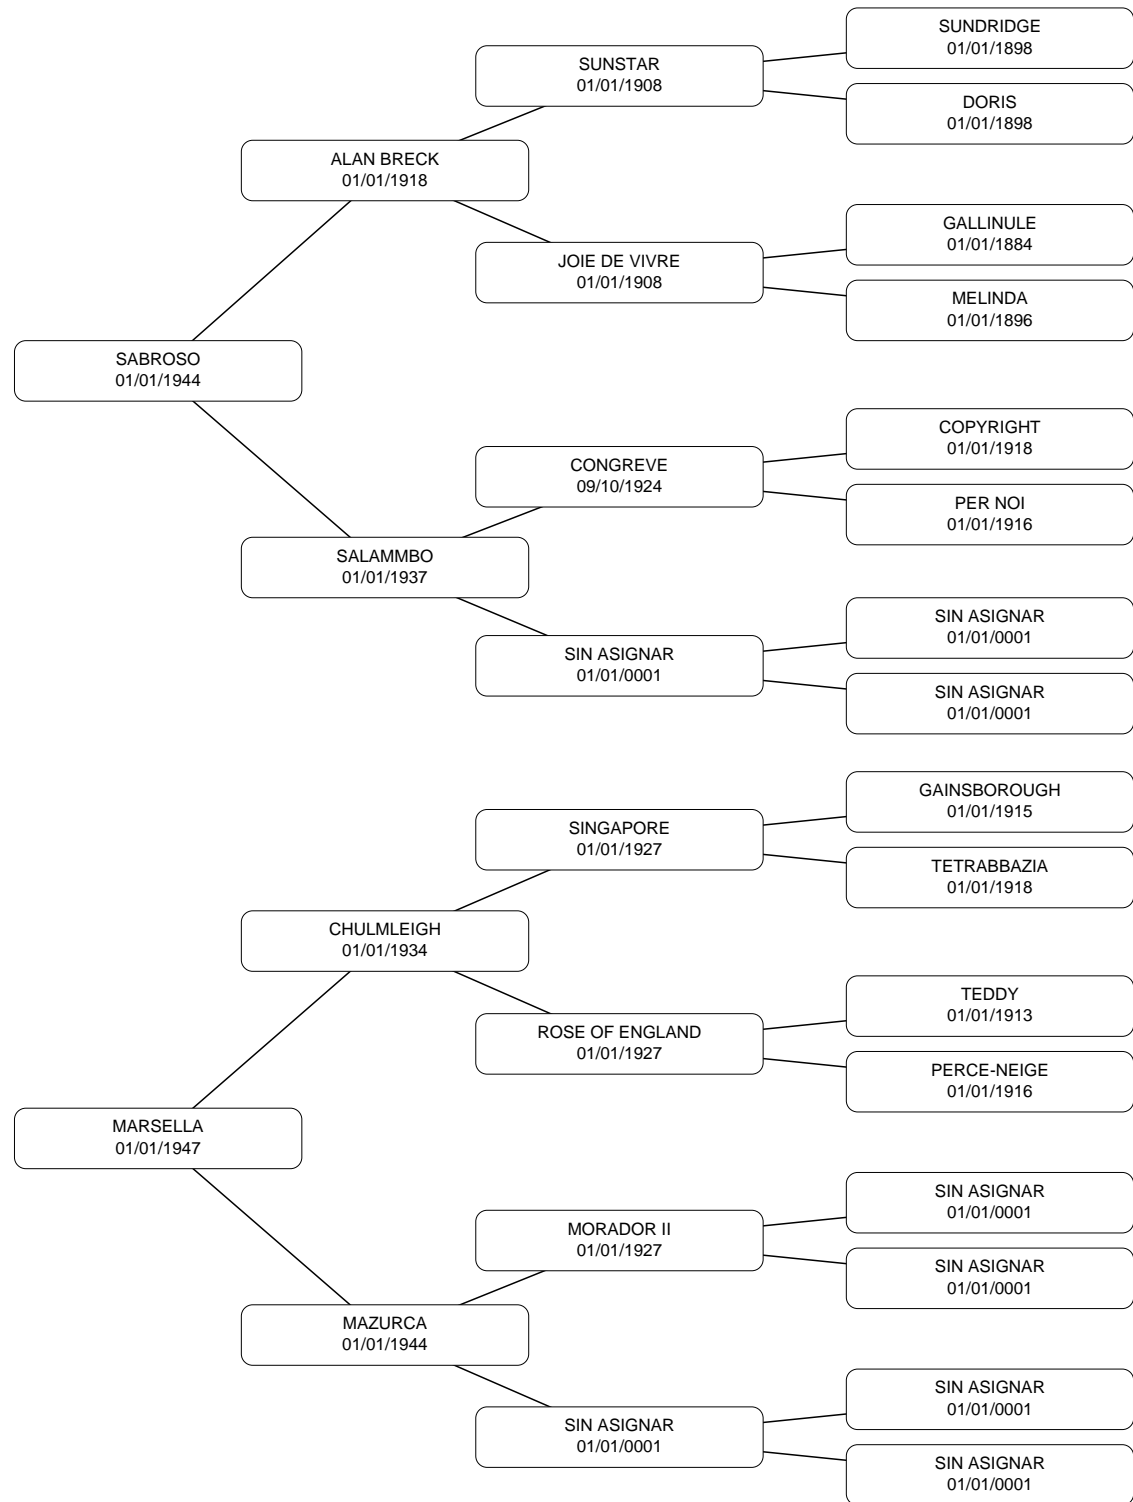 SUNDRIDGE
01/01/1898
SUNSTAR
01/01/1908
DORIS
01/01/1898
ALAN BRECK
01/01/1918
GALLINULE
01/01/1884
JOIE DE VIVRE
01/01/1908
MELINDA
01/01/1896
SABROSO
01/01/1944
COPYRIGHT
01/01/1918
CONGREVE
09/10/1924
PER NOI
01/01/1916
SALAMMBO
01/01/1937
SIN ASIGNAR
01/01/0001
SIN ASIGNAR
01/01/0001
SIN ASIGNAR
01/01/0001
GAINSBOROUGH
01/01/1915
SINGAPORE
01/01/1927
TETRABBAZIA
01/01/1918
CHULMLEIGH
01/01/1934
TEDDY
01/01/1913
ROSE OF ENGLAND
01/01/1927
PERCE-NEIGE
01/01/1916
MARSELLA
01/01/1947
SIN ASIGNAR
01/01/0001
MORADOR II
01/01/1927
SIN ASIGNAR
01/01/0001
MAZURCA
01/01/1944
SIN ASIGNAR
01/01/0001
SIN ASIGNAR
01/01/0001
SIN ASIGNAR
01/01/0001